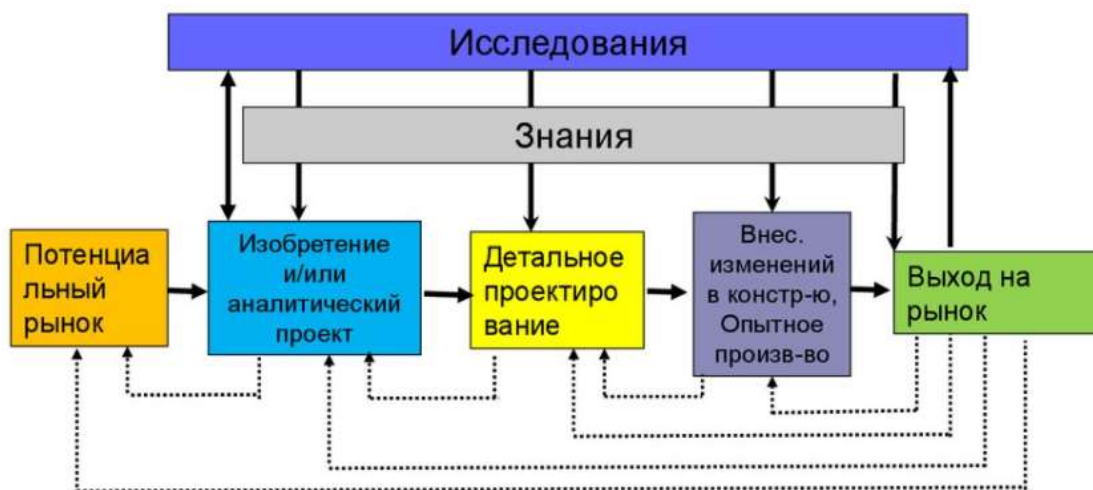 Исследования
Знания
Потенциа
льный
рынок
Изобретение
и/или
аналитический
проект
Детальное
проектиро
вание
Внес.
изменений
в констр-ю,
Опытное
произв-во
Выход на
рынок